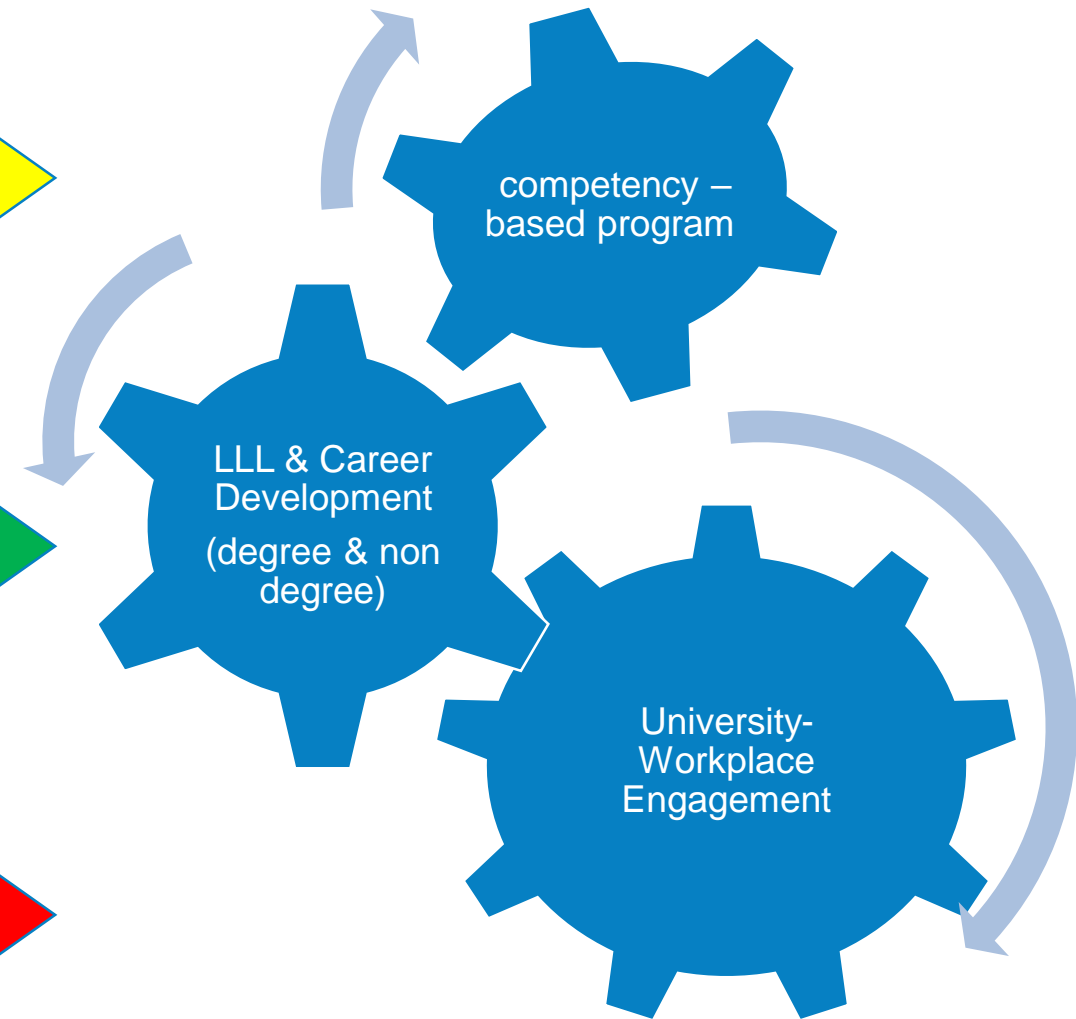 competency –
based program
LLL & Career
Development
(degree & non
degree)
University-
Workplace
Engagement